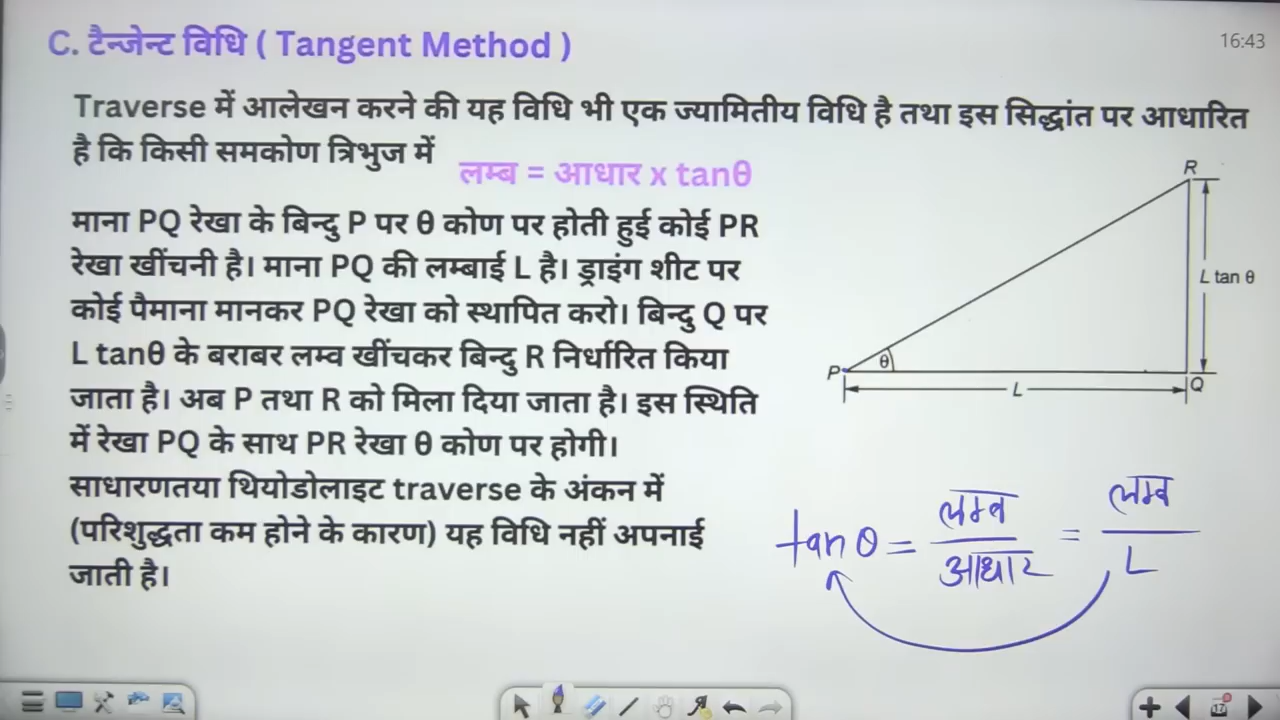 C. टैन्जेन्ट विधि ( Tangent Method )
16:43
Traverse में आलेखन करने की यह विधि भी एक ज्यामितीय विधि है तथा इस सिद्धांत पर आधारित
है कि किसी समकोण त्रिभुज में
लम्ब = आधार x tanθ
माना PQ रेखा के बिन्दु P पर θ कोण पर होती हुई कोई PR
रेखा खींचनी है। माना PQ की लम्बाई L है। ड्राइंग शीट पर
कोई पैमाना मानकर PQ रेखा को स्थापित करो। बिन्दु Q पर
L tanθ के बराबर लम्व खींचकर बिन्दु R निर्धारित किया
जाता है। अब P तथा R को मिला दिया जाता है। इस स्थिति
में रेखा PQ के साथ PR रेखा θ कोण पर होगी।
साधारणतया थियोडोलाइट traverse के अंकन में
(परिशुद्धता कम होने के कारण) यह विधि नहीं अपनाई
जाती है।
R
L tan θ
P
θ
Q
L
tan θ = लम्ब / आधार = लम्ब / L
17